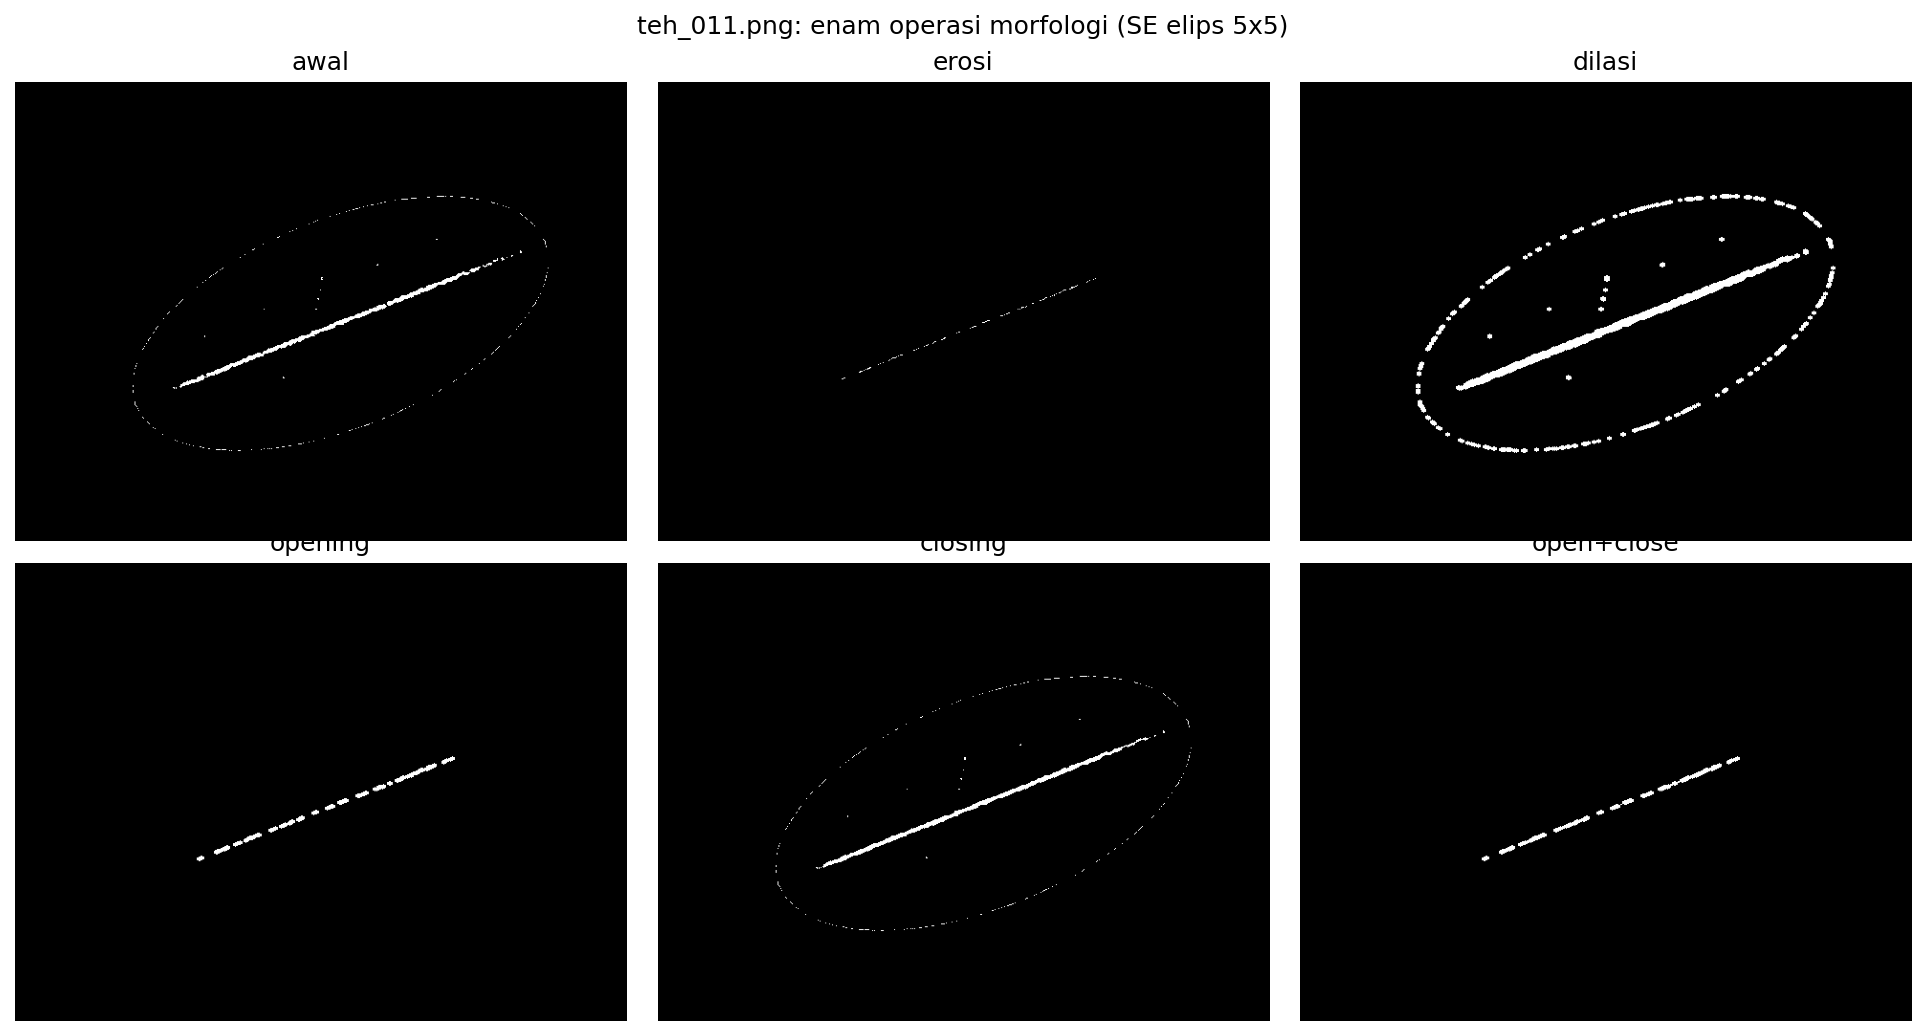 teh_011.png: enam operasi morfologi (SE elips 5x5)
awal
erosi
dilasi
opening
closing
open+close